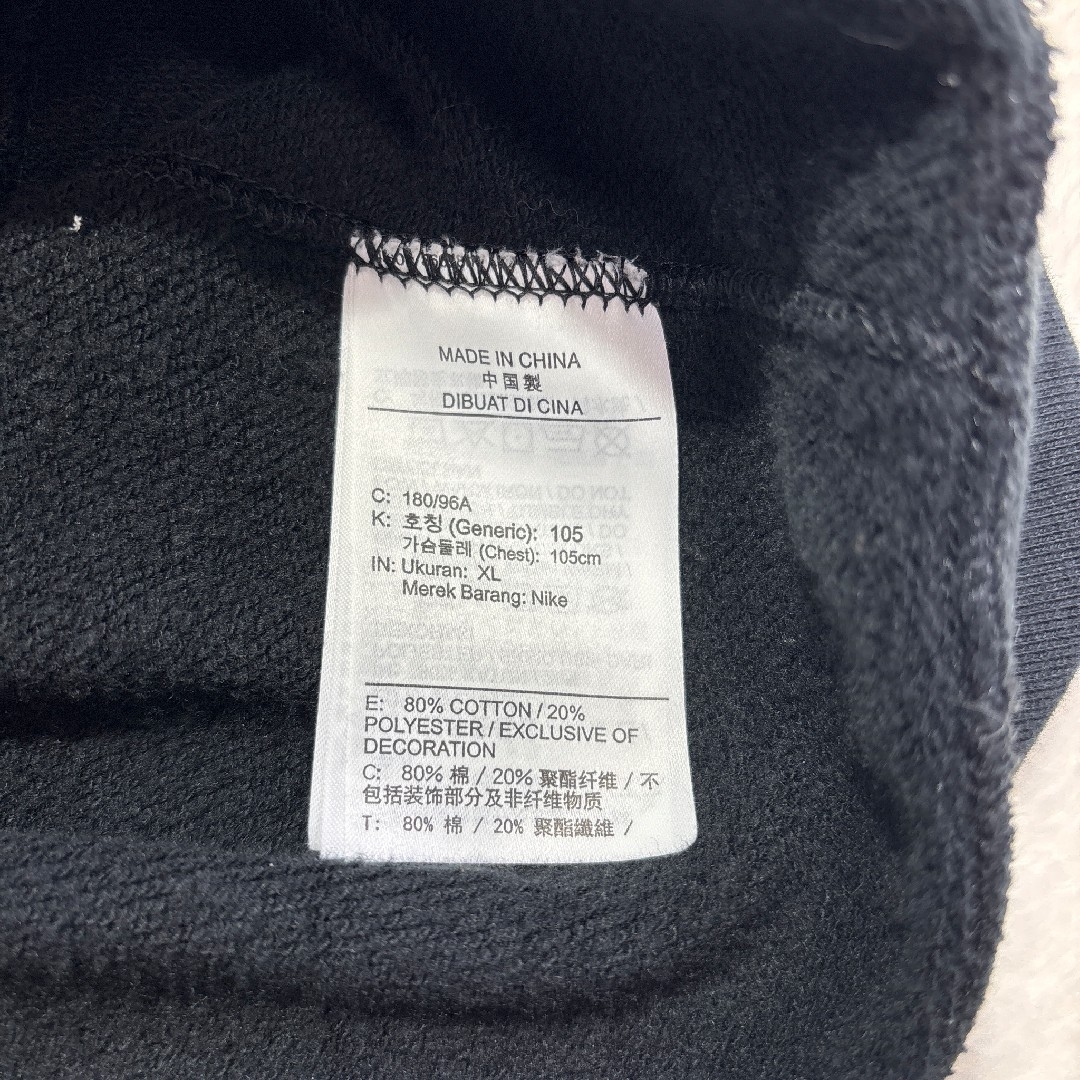 MADE IN CHINA
中国製
DIBUAT DI CINA
C: 180/96A
K: 호칭 (Generic): 105
가슴둘레 (Chest): 105cm
IN: Ukuran: XL
Merek Barang: Nike
E: 80% COTTON / 20%
POLYESTER / EXCLUSIVE OF
DECORATION
C: 80% 棉 / 20% 聚酯纤维 / 不
包括装饰部分及非纤维物质
T: 80% 棉 / 20% 聚酯纖維 /